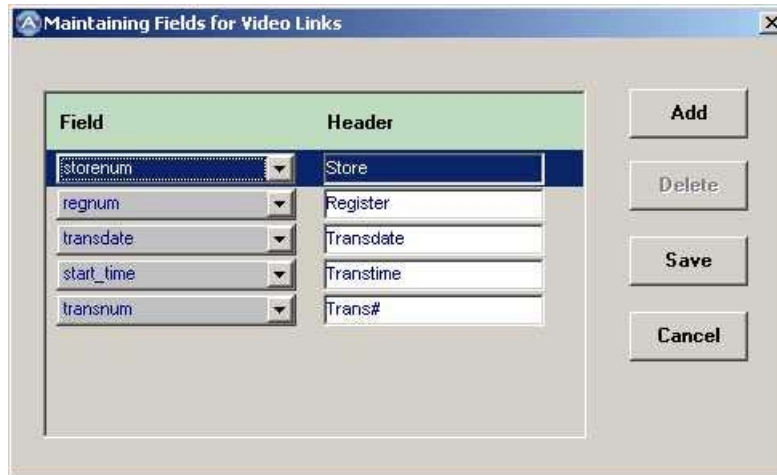 Maintaining Fields for Video Links
Field Header
storenum Store
regnum Register
transdate Transdate
start_time Transtime
transnum Trans#
Add
Delete
Save
Cancel